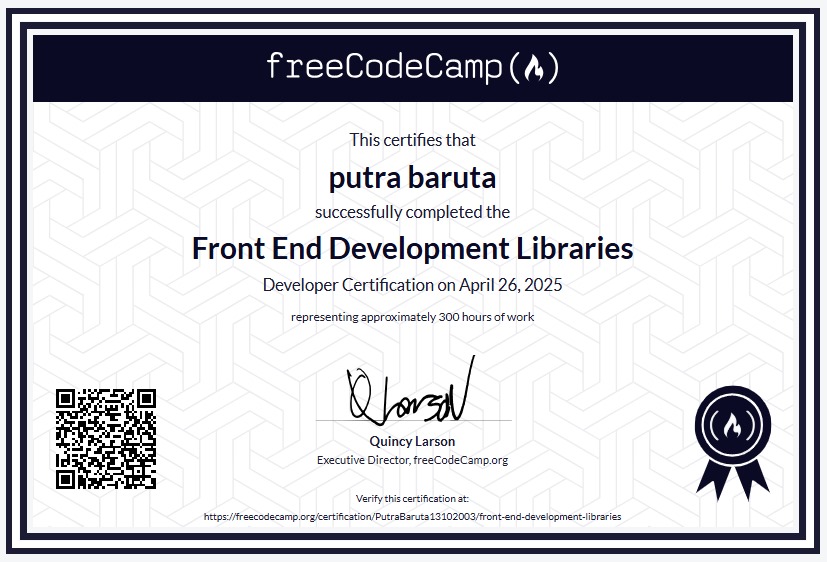 freeCodeCamp
This certifies that
putra baruta
successfully completed the
Front End Development Libraries
Developer Certification on April 26, 2025
representing approximately 300 hours of work
Q Larson
Quincy Larson
Executive Director, freeCodeCamp.org
Verify this certification at:
https://freecodecamp.org/certification/PutraBaruta13102003/front-end-development-libraries